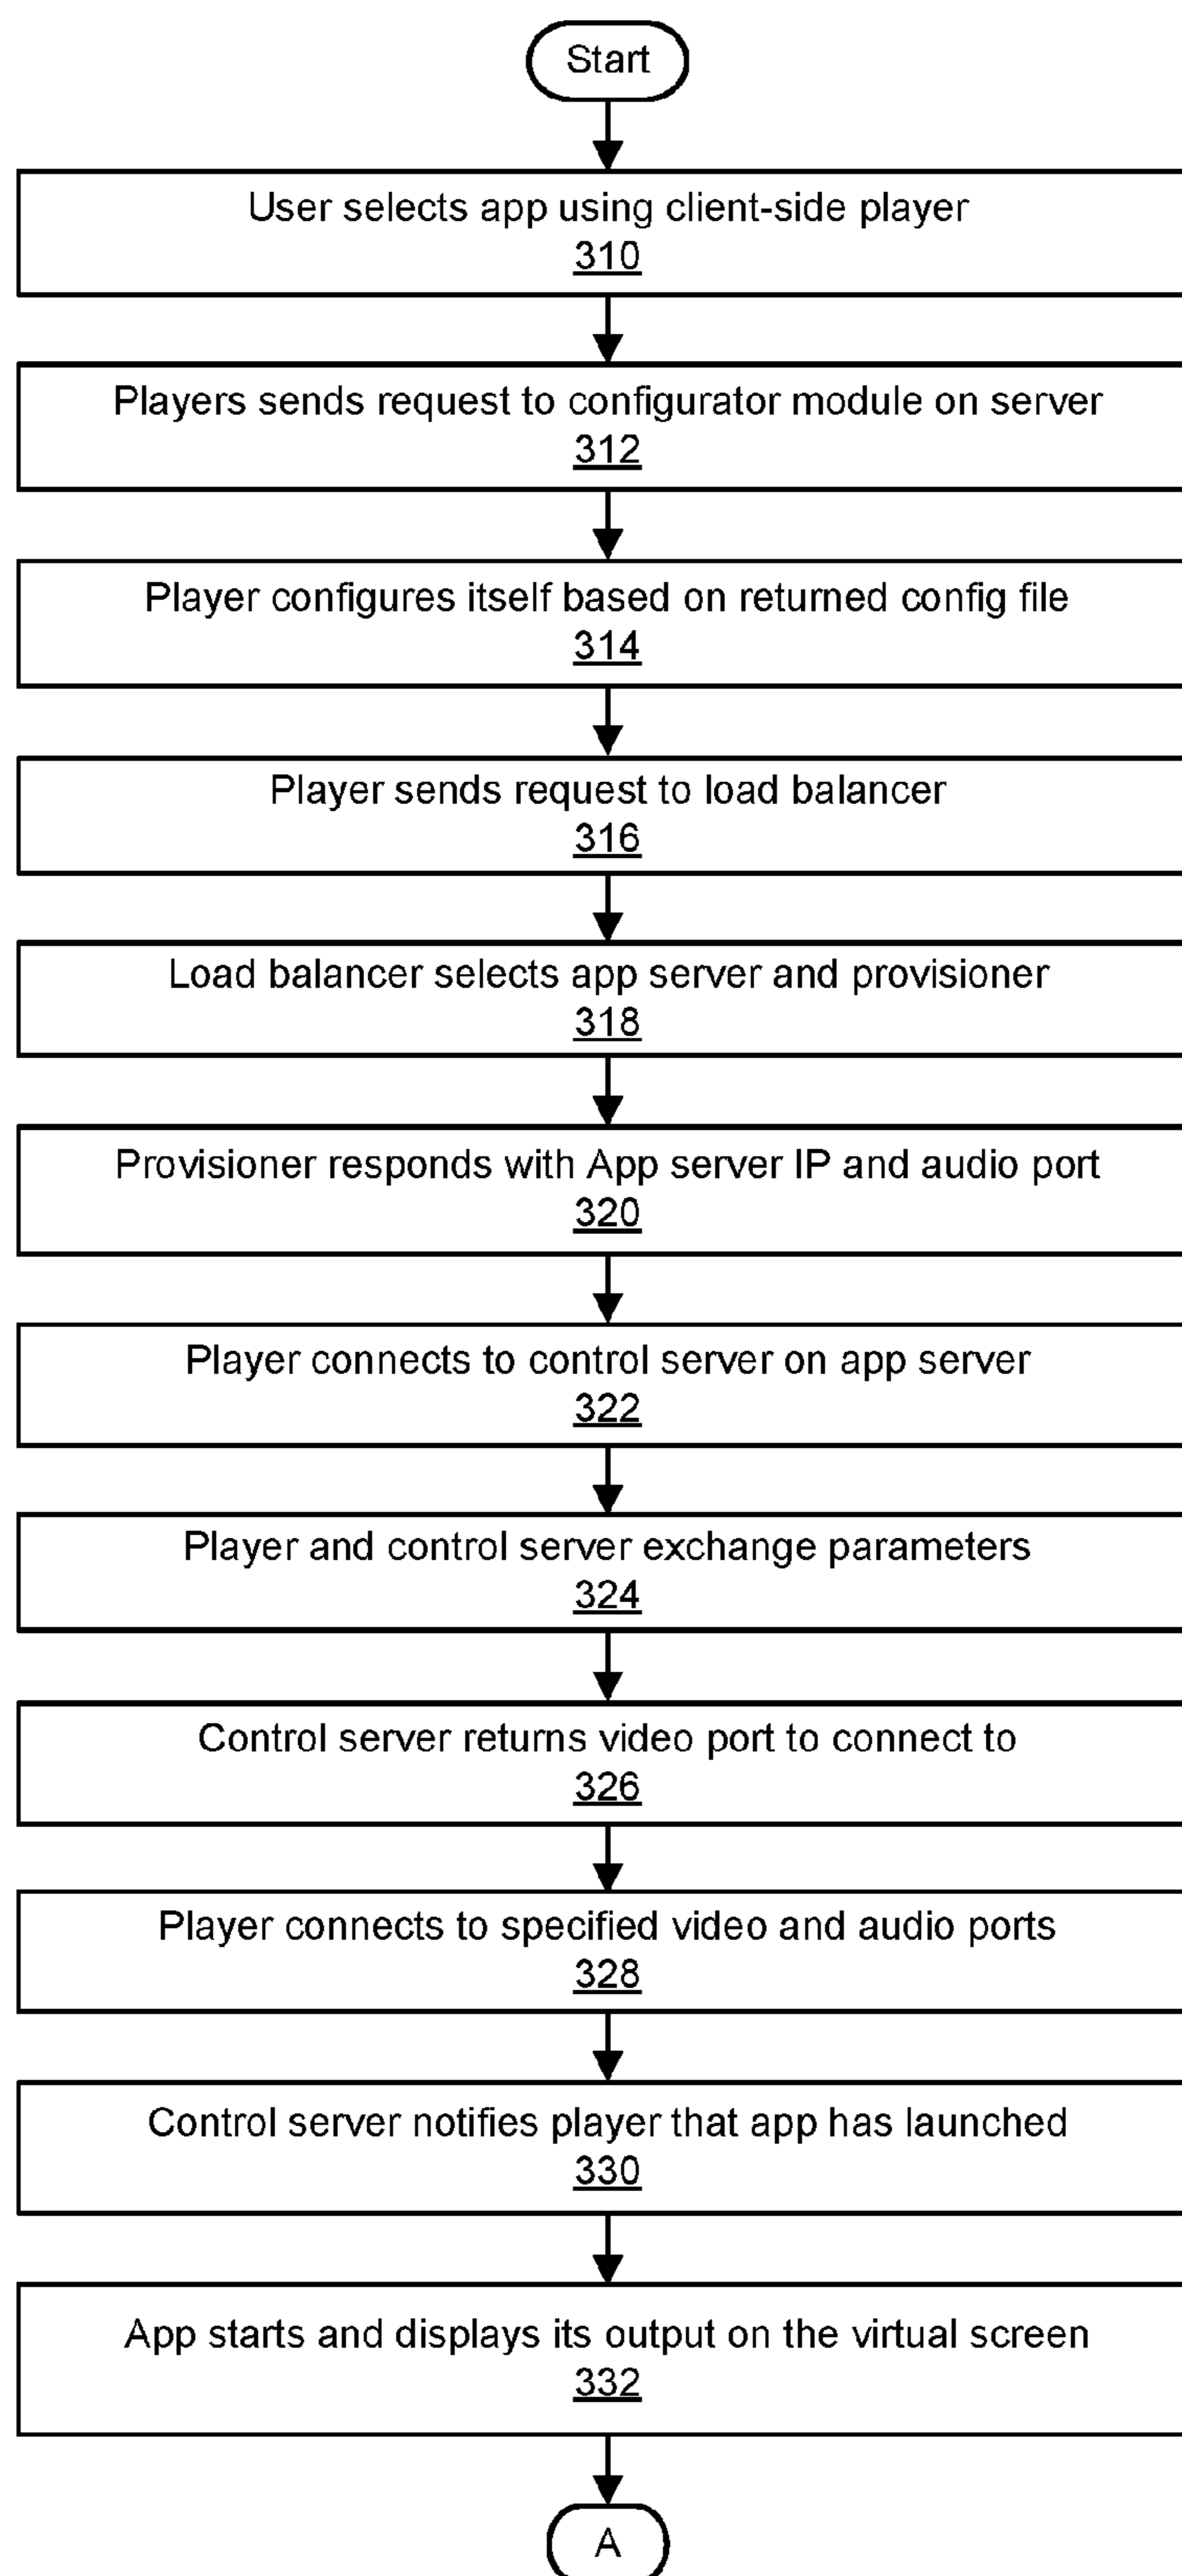 Start
User selects app using client-side player
310
Players sends request to configurator module on server
312
Player configures itself based on returned config file
314
Player sends request to load balancer
316
Load balancer selects app server and provisioner
318
Provisioner responds with App server IP and audio port
320
Player connects to control server on app server
322
Player and control server exchange parameters
324
Control server returns video port to connect to
326
Player connects to specified video and audio ports
328
Control server notifies player that app has launched
330
App starts and displays its output on the virtual screen
332
A